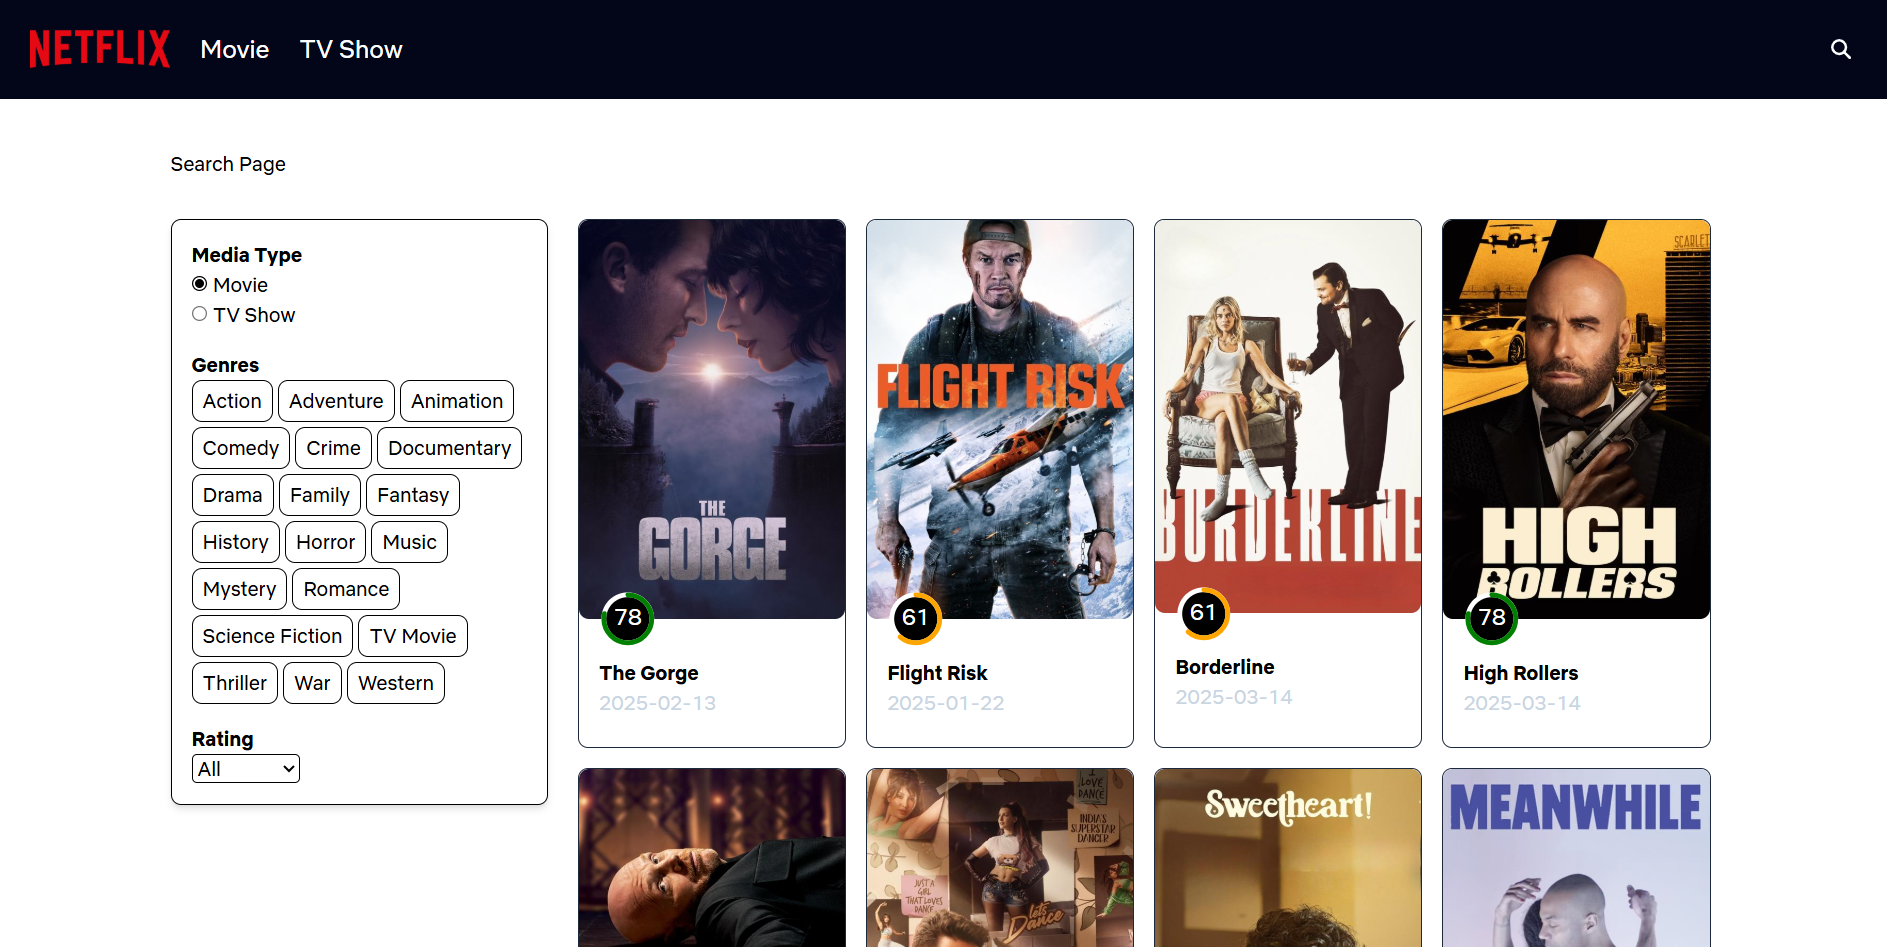 NETFLIX Movie TV Show
Search Page
Media Type
Movie
TV Show
Genres
Action Adventure Animation
Comedy Crime Documentary
Drama Family Fantasy
History Horror Music
Mystery Romance
Science Fiction TV Movie
Thriller War Western
Rating
All
THE
GORGE
78
The Gorge
2025-02-13
FLIGHT RISK
61
Flight Risk
2025-01-22
BORDERLINE
61
Borderline
2025-03-14
SCARLET
HIGH
ROLLERS
78
High Rollers
2025-03-14
I
LOVE
DANCE
INDIA'S
SUPERSTAR
DANCER
JUST A
GIRL
THAT LOVES
DANCE
let's
Dance
Sweetheart!
MEANWHILE